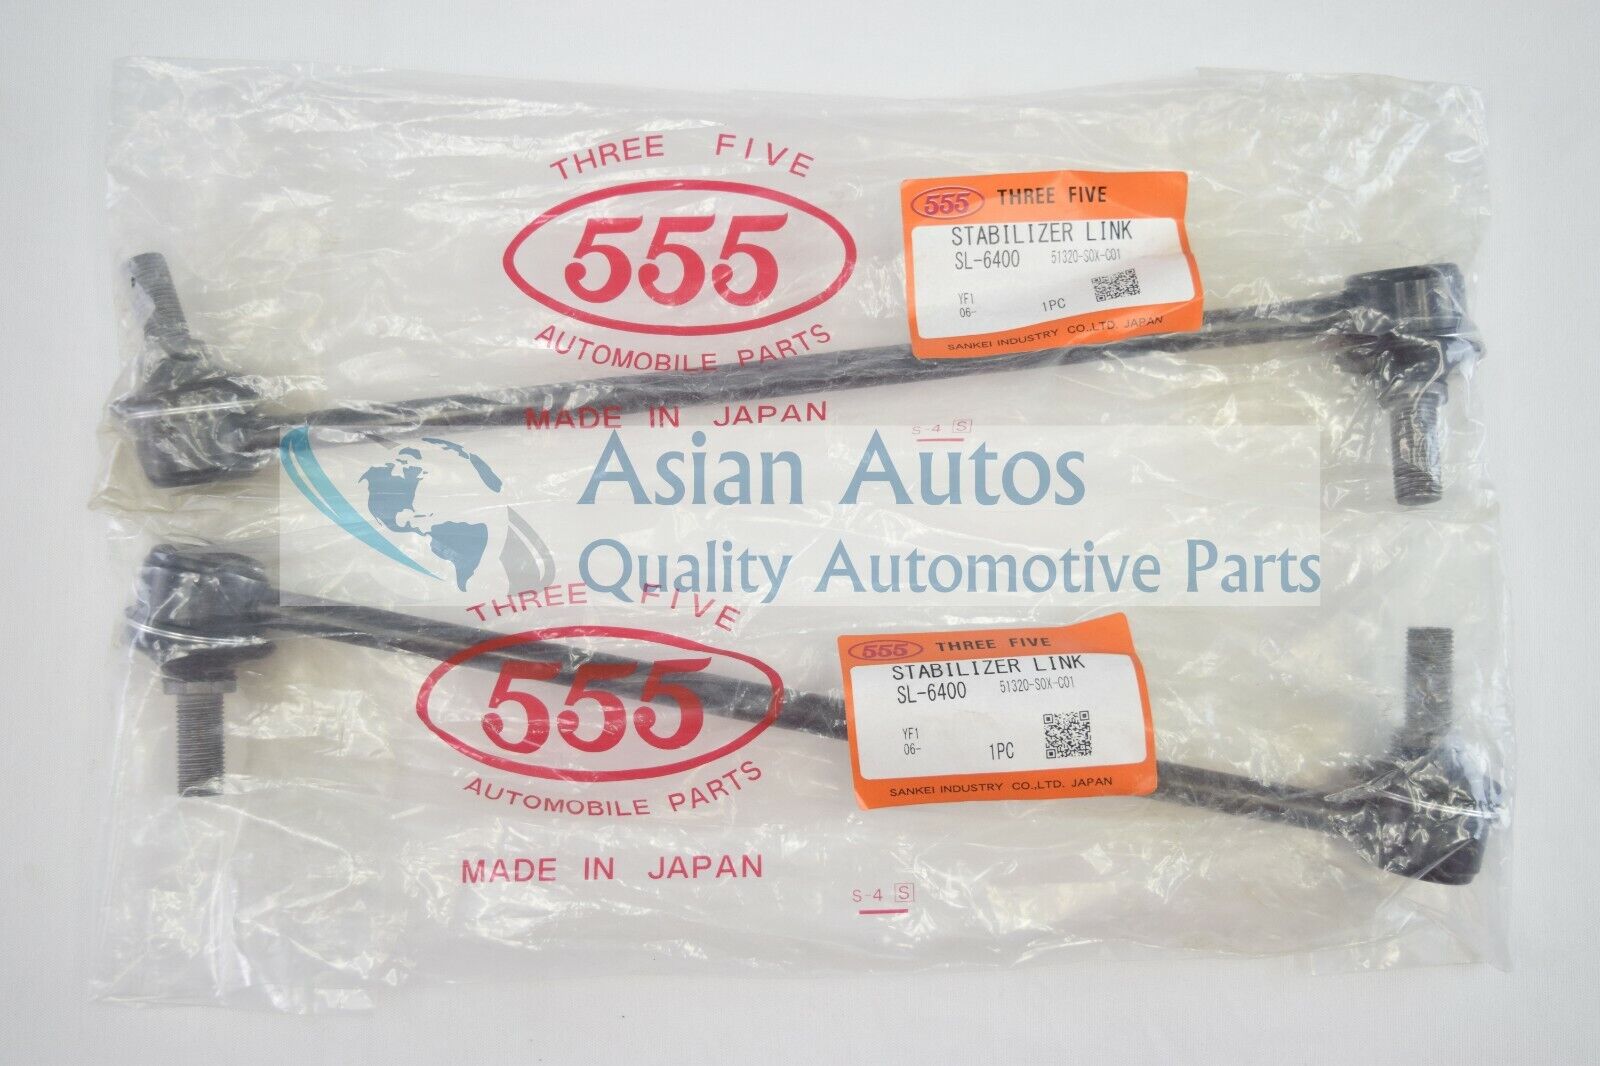 THREE FIVE
555
AUTOMOBILE PARTS
MADE IN JAPAN
S-4 S
555 THREE FIVE
STABILIZER LINK
SL-6400 51320-S0X-C01
YF1
06- 1PC
SANKEI INDUSTRY CO.,LTD. JAPAN
Asian Autos
Quality Automotive Parts
THREE FIVE
555
AUTOMOBILE PARTS
MADE IN JAPAN
S-4 S
555 THREE FIVE
STABILIZER LINK
SL-6400 51320-S0X-C01
YF1
06- 1PC
SANKEI INDUSTRY CO.,LTD. JAPAN